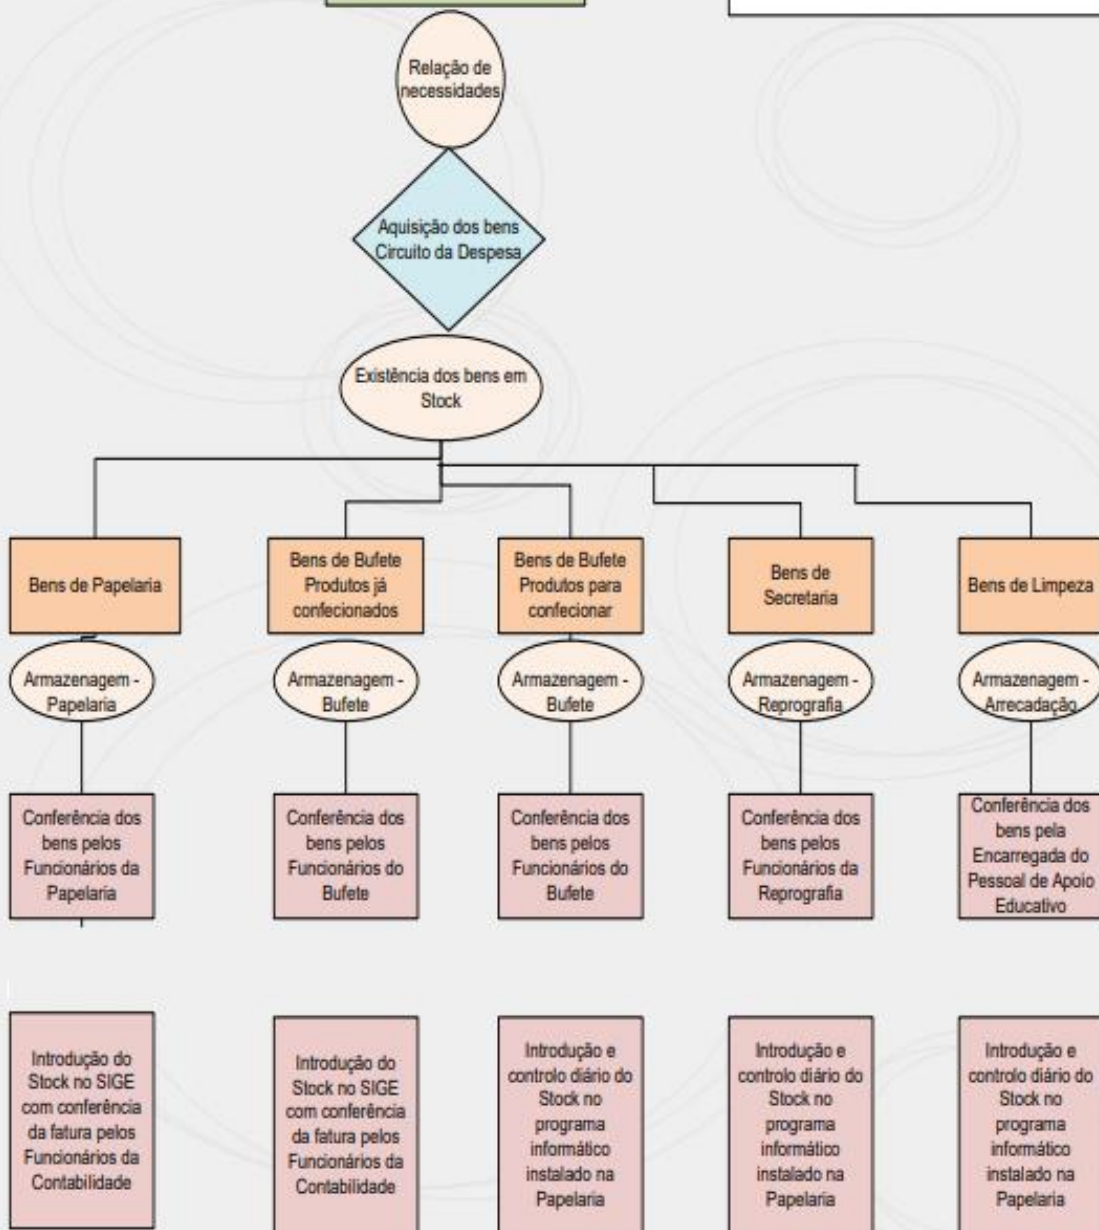 Relação de
necessidades
Aquisição dos bens
Circuito da Despesa
Existência dos bens em
Stock
Bens de Papelaria
Bens de Bufete
Produtos já
confecionados
Bens de Bufete
Produtos para
confecionar
Bens de
Secretaria
Bens de Limpeza
Armazenagem -
Papelaria
Armazenagem -
Bufete
Armazenagem -
Bufete
Armazenagem -
Reprografia
Armazenagem -
Arrecadação
Conferência dos
bens pelos
Funcionários da
Papelaria
Conferência dos
bens pelos
Funcionários do
Bufete
Conferência dos
bens pelos
Funcionários do
Bufete
Conferência dos
bens pelos
Funcionários da
Reprografia
Conferência dos
bens pela
Encarregada do
Pessoal de Apoio
Educativo
Introdução do
Stock no SIGE
com conferência
da fatura pelos
Funcionários da
Contabilidade
Introdução do
Stock no SIGE
com conferência
da fatura pelos
Funcionários da
Contabilidade
Introdução e
controlo diário do
Stock no
programa
informático
instalado na
Papelaria
Introdução e
controlo diário do
Stock no
programa
informático
instalado na
Papelaria
Introdução e
controlo diário do
Stock no
programa
informático
instalado na
Papelaria